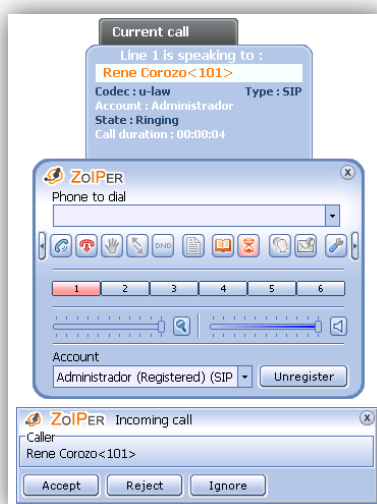 Current call
Line 1 is speaking to :
Rene Corozo<101>
Codec : u-law Type : SIP
Account : Administrador
State : Ringing
Call duration : 00:00:04
ZOIPER
Phone to dial
DND
1 2 3 4 5 6
Account
Administrador (Registered) (SIP Unregister
ZOIPER Incoming call
Caller
Rene Corozo<101>
Accept Reject Ignore